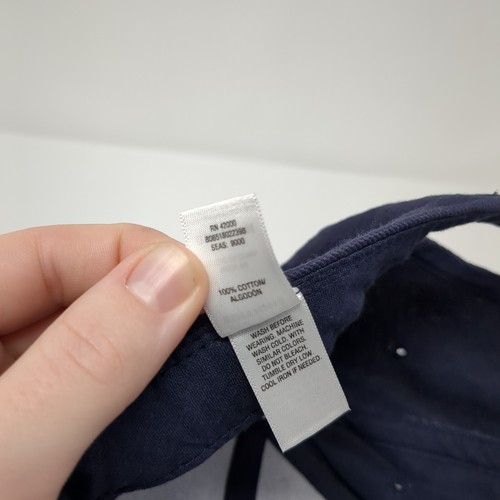 RN 42000
SEAS: 9000
100% COTTON/
ALGODÓN
WASH BEFORE
WEARING. MACHINE
WASH COLD. WITH
SIMILAR COLORS.
DO NOT BLEACH.
TUMBLE DRY LOW.
COOL IRON IF NEEDED.